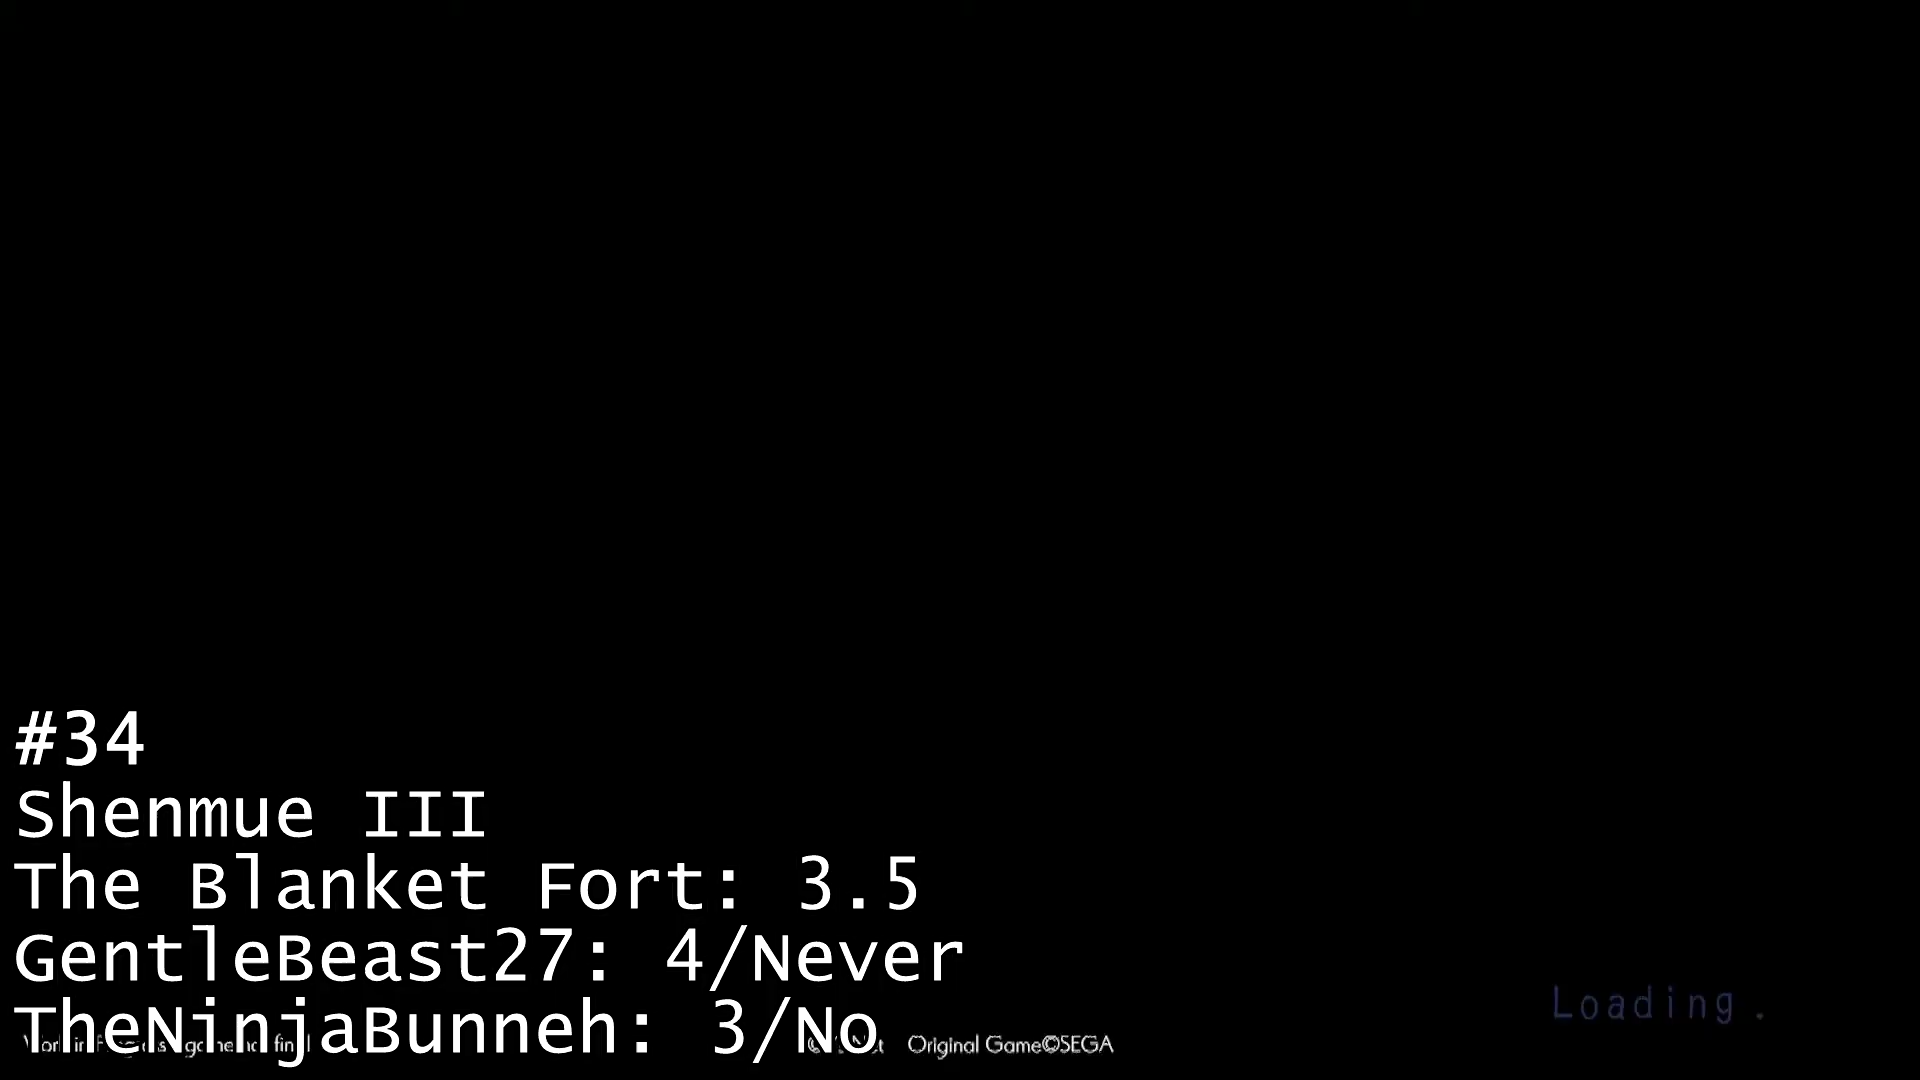 #34
Shenmue III
The Blanket Fort: 3.5
GentleBeast27: 4/Never
Loading .
TheNinjaBunneh: 3/No
Original Game©SEGA